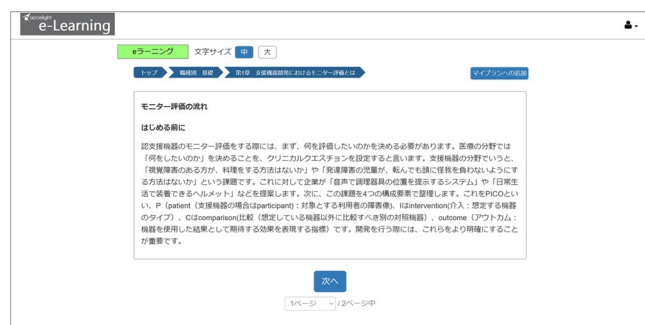 accelight
e-Learning
eラーニング 文字サイズ 中 大
トップ 職種別 基礎 第1章 支援機器開発におけるモニター評価とは マイプランへの追加
モニター評価の流れ
はじめる前に
認支援機器のモニター評価をする際には、まず、何を評価したいのかを決める必要があります。医療の分野では
「何をしたいのか」を決めることを、クリニカルクエスチョンを設定すると言います。支援機器の分野でいうと、
「視覚障害のある方が、料理をする方法はないか」や「発達障害の児童が、転んでも頭に怪我を負わないようにす
る方法はないか」という課題です。これに対して企業が「音声で調理器具の位置を提示するシステム」や「日常生
活で装着できるヘルメット」などを提案します。次に、この課題を4つの構成要素で整理します。これをPICOとい
い、P（patient（支援機器の場合はparticipant）: 対象とする利用者の障害像)、Iはintervention(介入：想定する機器
のタイプ）、Cはcomparison(比較（想定している機器以外に比較すべき別の対照機器）、outcome（アウトカム：
機器を使用した結果として期待する効果を表現する指標）です。開発を行う際には、これらをより明確にすること
が重要です。
次へ
1ページ / 2ページ中